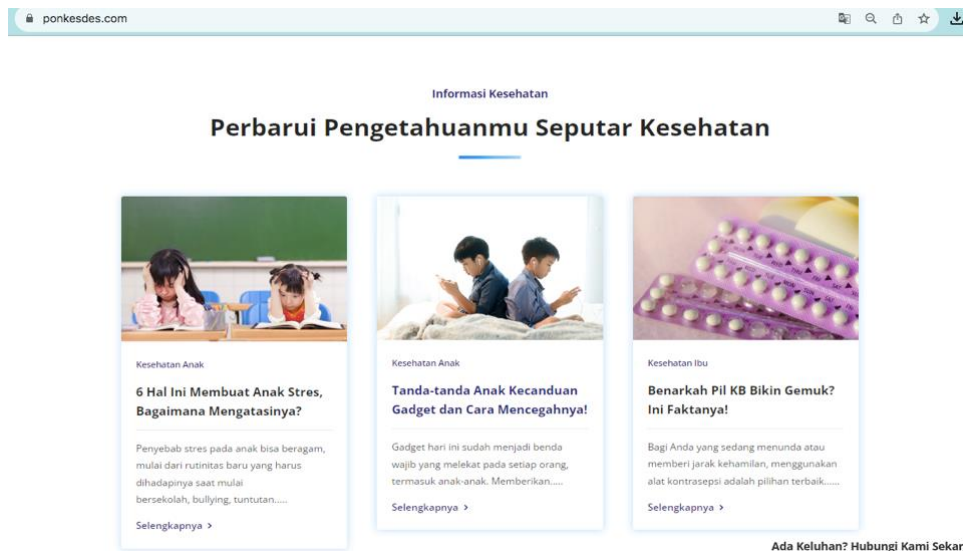 ponkesdes.com
Informasi Kesehatan
Perbarui Pengetahuanmu Seputar Kesehatan
Kesehatan Anak
6 Hal Ini Membuat Anak Stres,
Bagaimana Mengatasinya?
Penyebab stres pada anak bisa beragam,
mulai dari rutinitas baru yang harus
dihadapinya saat mulai
bersekolah, bullying, tuntutan.....
Selengkapnya >
Kesehatan Anak
Tanda-tanda Anak Kecanduan
Gadget dan Cara Mencegahnya!
Gadget hari ini sudah menjadi benda
wajib yang melekat pada setiap orang,
termasuk anak-anak. Memberikan.....
Selengkapnya >
Kesehatan Ibu
Benarkah Pil KB Bikin Gemuk?
Ini Faktanya!
Bagi Anda yang sedang menunda atau
memberi jarak kehamilan, menggunakan
alat kontrasepsi adalah pilihan terbaik......
Selengkapnya >
Ada Keluhan? Hubungi Kami Sekar